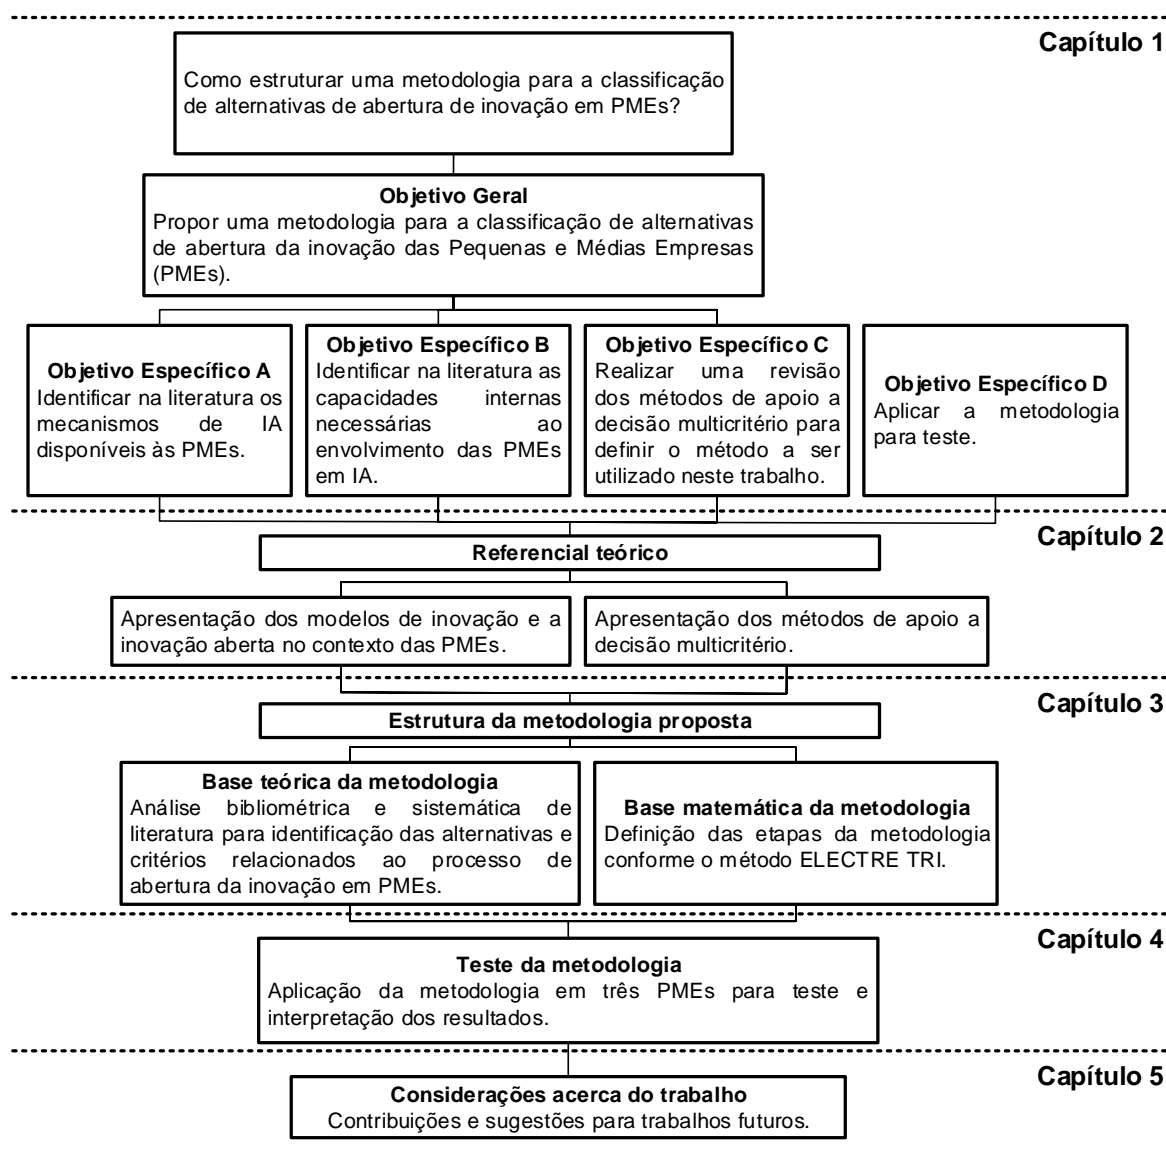 Capítulo 1
Como estruturar uma metodologia para a classificação
de alternativas de abertura de inovação em PMEs?
Objetivo Geral
Propor uma metodologia para a classificação de alternativas
de abertura da inovação das Pequenas e Médias Empresas
(PMEs).
Objetivo Específico A
Identificar na literatura os
mecanismos de IA
disponíveis às PMEs.
Objetivo Específico B
Identificar na literatura as
capacidades internas
necessárias ao
envolvimento das PMEs
em IA.
Objetivo Específico C
Realizar uma revisão
dos métodos de apoio a
decisão multicritério para
definir o método a ser
utilizado neste trabalho.
Objetivo Específico D
Aplicar a metodologia
para teste.
Capítulo 2
Referencial teórico
Apresentação dos modelos de inovação e a
inovação aberta no contexto das PMEs.
Apresentação dos métodos de apoio a
decisão multicritério.
Capítulo 3
Estrutura da metodologia proposta
Base teórica da metodologia
Análise bibliométrica e sistemática de
literatura para identificação das alternativas e
critérios relacionados ao processo de
abertura da inovação em PMEs.
Base matemática da metodologia
Definição das etapas da metodologia
conforme o método ELECTRE TRI.
Capítulo 4
Teste da metodologia
Aplicação da metodologia em três PMEs para teste e
interpretação dos resultados.
Capítulo 5
Considerações acerca do trabalho
Contribuições e sugestões para trabalhos futuros.